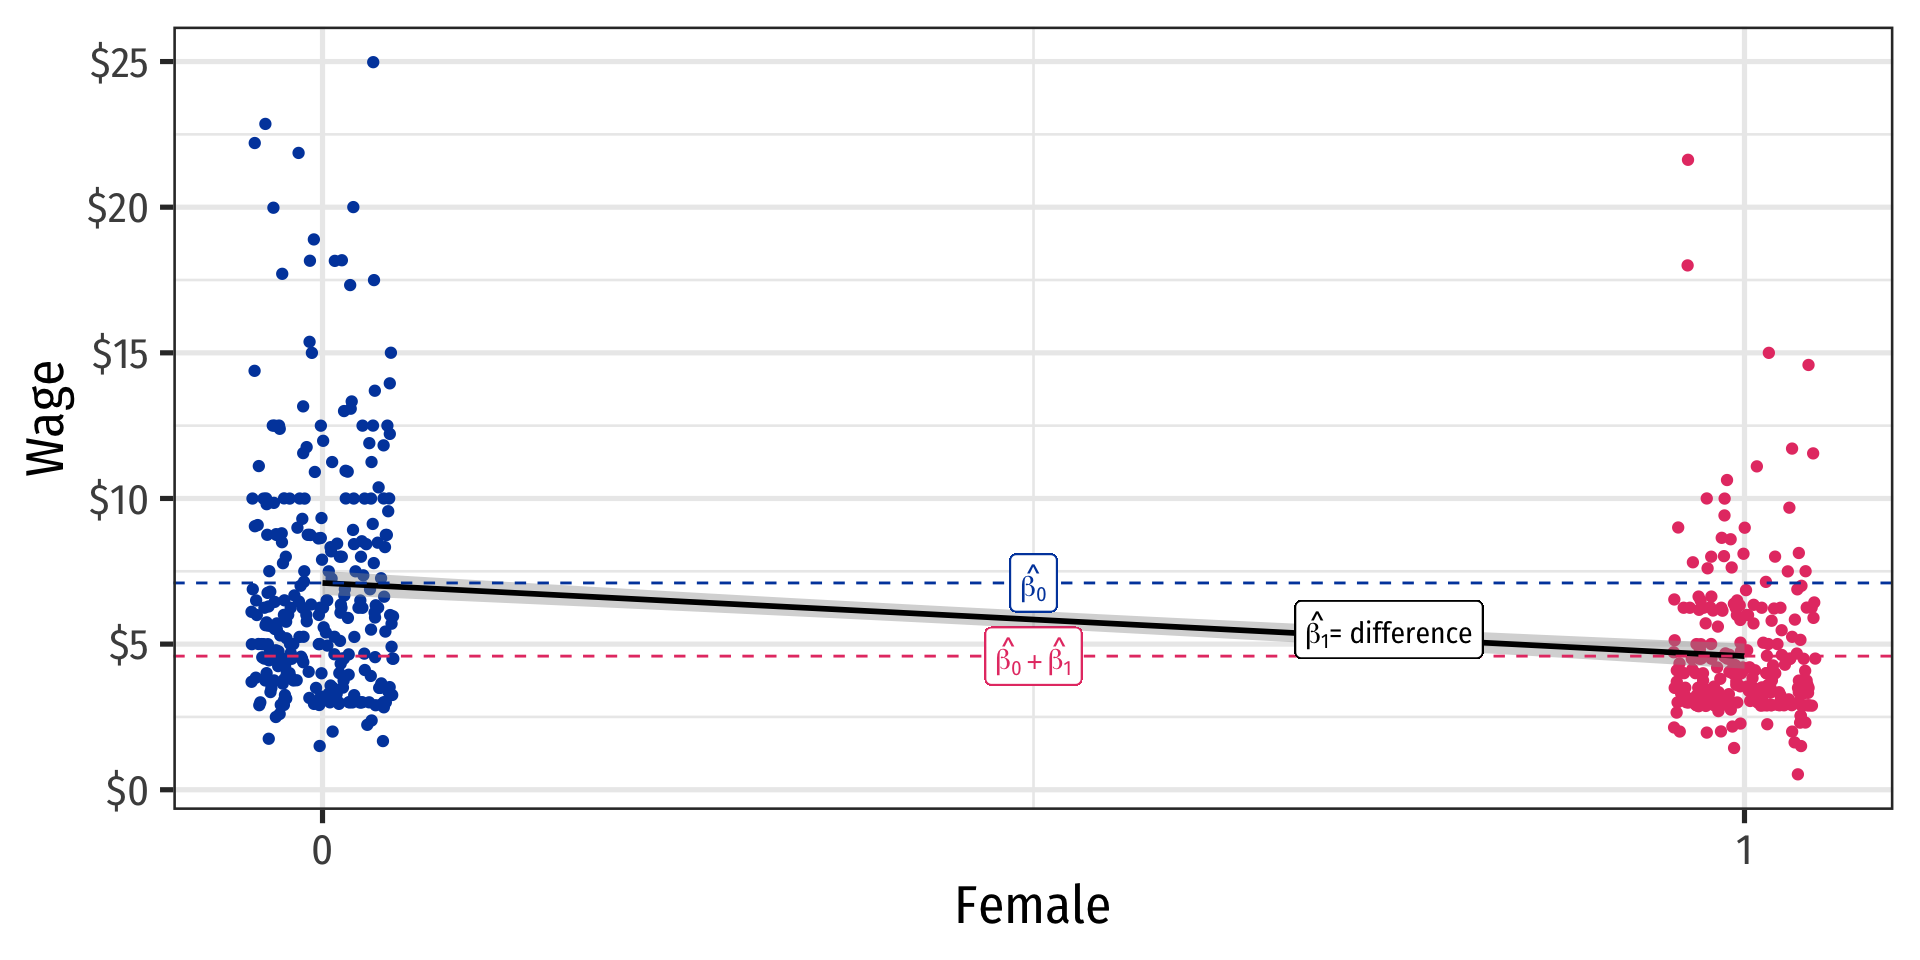 Wage
$25
$20
$15
$10
$5
$0
β̂₀
β̂₀ + β̂₁
β̂₁= difference
0
1
Female